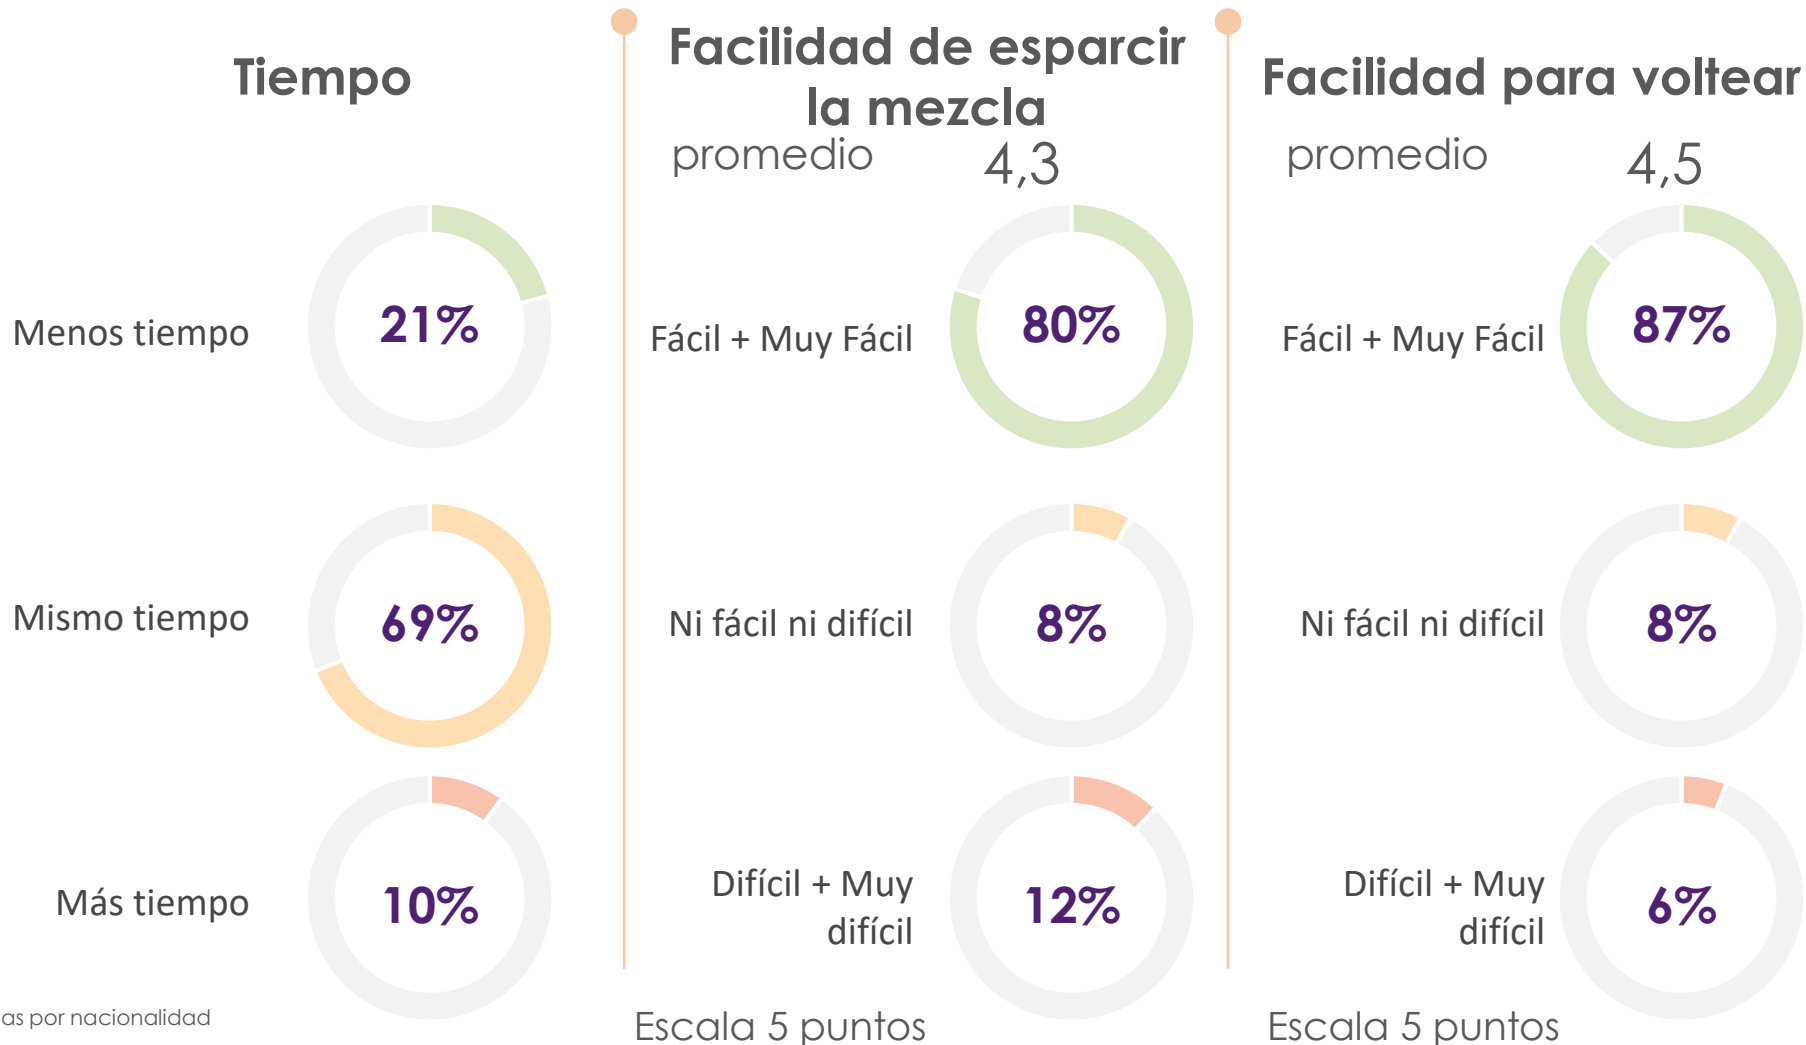 Tiempo
Menos tiempo
21%
Mismo tiempo
69%
Más tiempo
10%
as por nacionalidad
Facilidad de esparcir
la mezcla
promedio 4,3
Fácil + Muy Fácil
80%
Ni fácil ni difícil
8%
Difícil + Muy
difícil
12%
Escala 5 puntos
Facilidad para voltear
promedio 4,5
Fácil + Muy Fácil
87%
Ni fácil ni difícil
8%
Difícil + Muy
difícil
6%
Escala 5 puntos